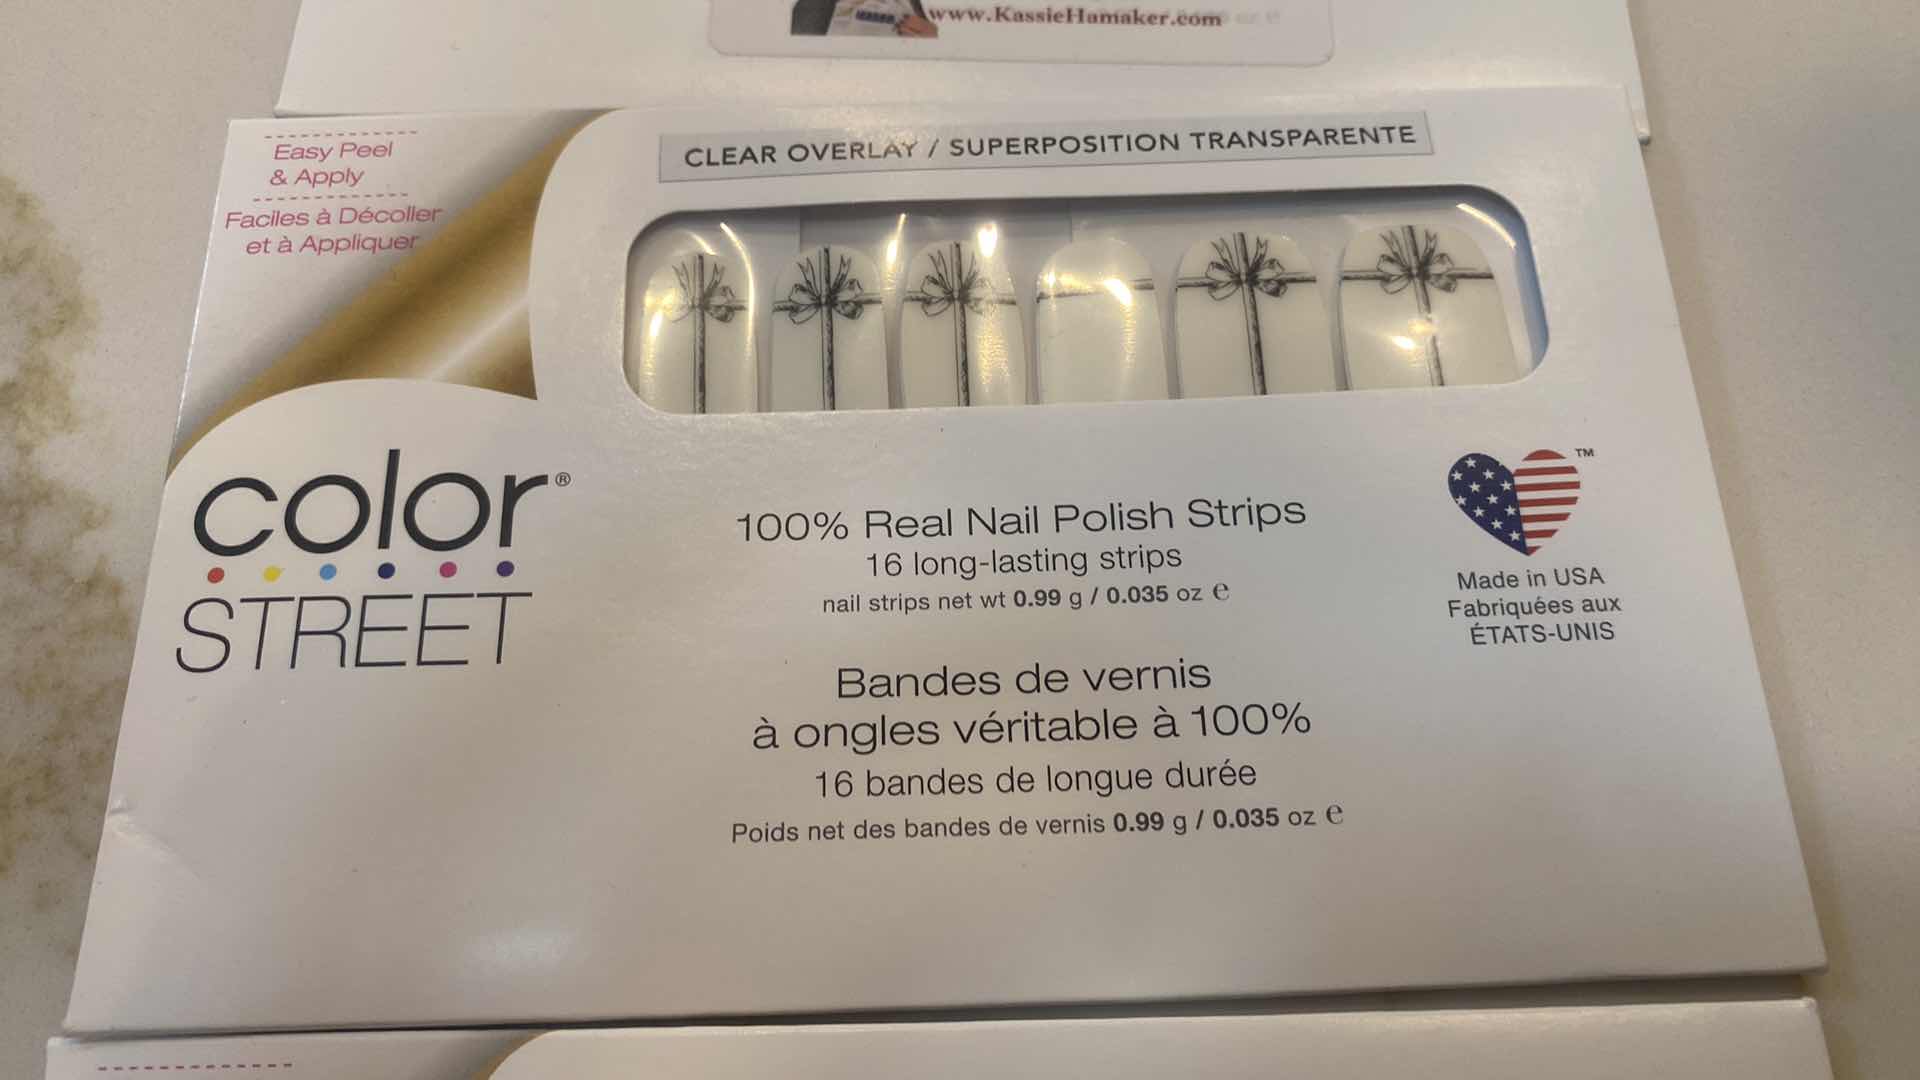 www.KassieHamaker.com
Easy Peel
& Apply
Faciles à Décoller
et à Appliquer
CLEAR OVERLAY / SUPERPOSITION TRANSPARENTE
color®
STREET
100% Real Nail Polish Strips
16 long-lasting strips
nail strips net wt 0.99 g / 0.035 oz ℮
Bandes de vernis
à ongles véritable à 100%
16 bandes de longue durée
Poids net des bandes de vernis 0.99 g / 0.035 oz ℮
TM
Made in USA
Fabriquées aux
ÉTATS-UNIS